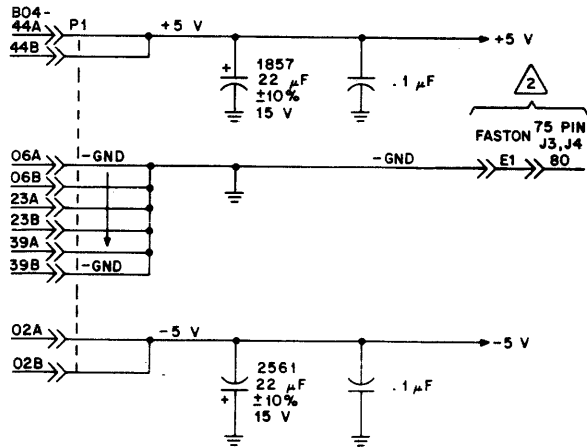 B04-
44A P1 +5 V +5 V
44B
+ 1857
22 µF .1 µF
±10%
15 V
2
FASTON 75 PIN
J3, J4
06A -GND -GND E1 80
06B
23A
23B
39A
39B -GND
02A -5 V -5 V
02B
2561
22 µF .1 µF
±10%
+ 15 V